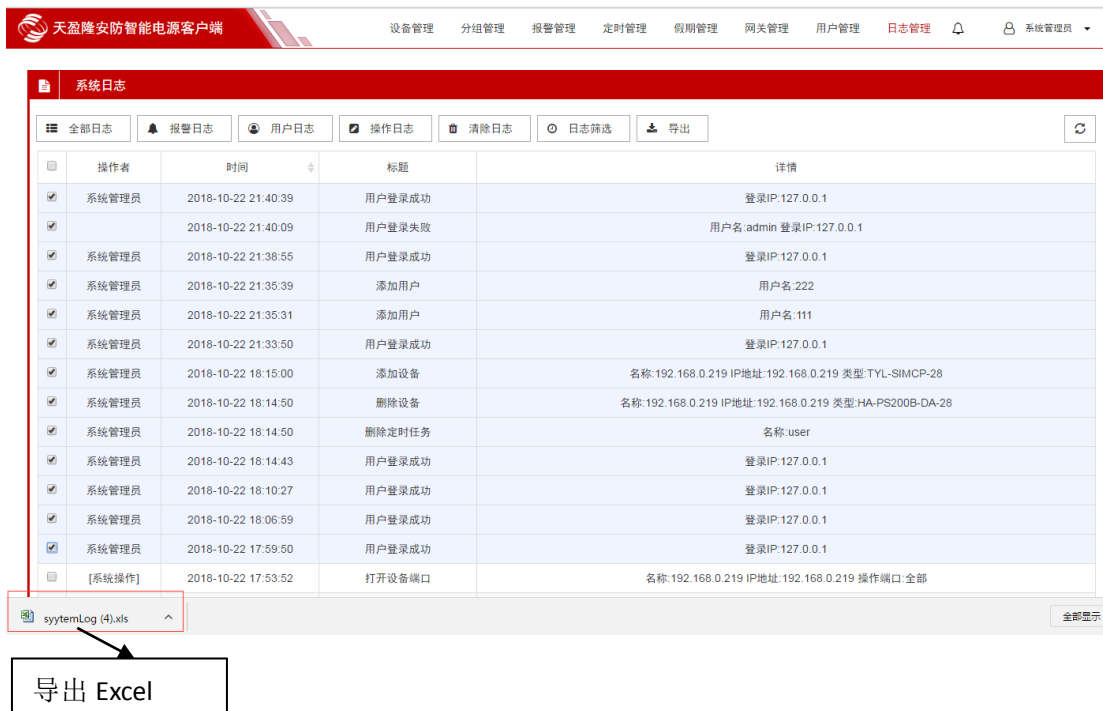 天盈隆安防智能电源客户端 设备管理 分组管理 报警管理 定时管理 假期管理 网关管理 用户管理 日志管理 系统管理员
系统日志
全部日志 报警日志 用户日志 操作日志 清除日志 日志筛选 导出
操作者 时间 标题 详情
系统管理员 2018-10-22 21:40:39 用户登录成功 登录IP:127.0.0.1
2018-10-22 21:40:09 用户登录失败 用户名:admin 登录IP:127.0.0.1
系统管理员 2018-10-22 21:38:55 用户登录成功 登录IP:127.0.0.1
系统管理员 2018-10-22 21:35:39 添加用户 用户名:222
系统管理员 2018-10-22 21:35:31 添加用户 用户名:111
系统管理员 2018-10-22 21:33:50 用户登录成功 登录IP:127.0.0.1
系统管理员 2018-10-22 18:15:00 添加设备 名称:192.168.0.219 IP地址:192.168.0.219 类型:TYL-SIMCP-28
系统管理员 2018-10-22 18:14:50 删除设备 名称:192.168.0.219 IP地址:192.168.0.219 类型:HA-PS200B-DA-28
系统管理员 2018-10-22 18:14:50 删除定时任务 名称:user
系统管理员 2018-10-22 18:14:43 用户登录成功 登录IP:127.0.0.1
系统管理员 2018-10-22 18:10:27 用户登录成功 登录IP:127.0.0.1
系统管理员 2018-10-22 18:06:59 用户登录成功 登录IP:127.0.0.1
系统管理员 2018-10-22 17:59:50 用户登录成功 登录IP:127.0.0.1
[系统操作] 2018-10-22 17:53:52 打开设备端口 名称:192.168.0.219 IP地址:192.168.0.219 操作端口:全部
syytemLog (4).xls 全部显示
导出 Excel